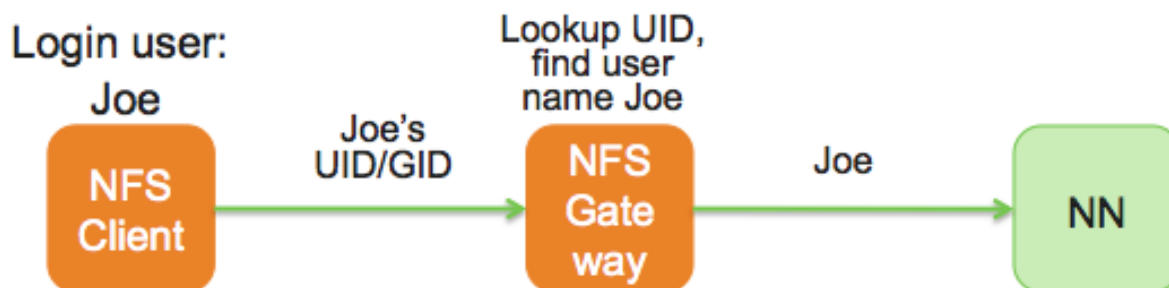 Login user:
Joe
NFS
Client
Joe's
UID/GID
Lookup UID,
find user
name Joe
NFS
Gate
way
Joe
NN